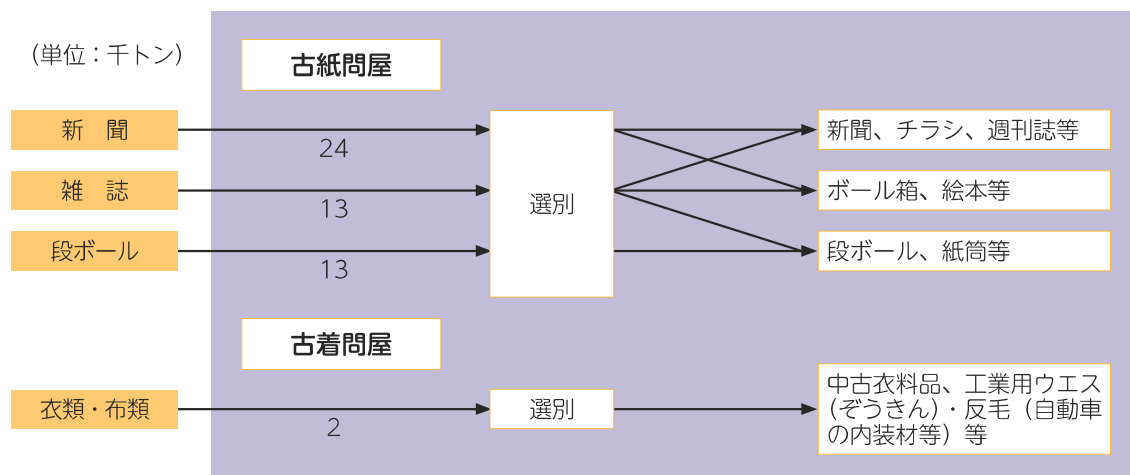 （単位：千トン）
古紙問屋
新　聞
24
新聞、チラシ、週刊誌等
雑　誌
13
選別
ボール箱、絵本等
段ボール
13
段ボール、紙筒等
古着問屋
衣類・布類
2
選別
中古衣料品、工業用ウエス
（ぞうきん）・反毛（自動車
の内装材等）等